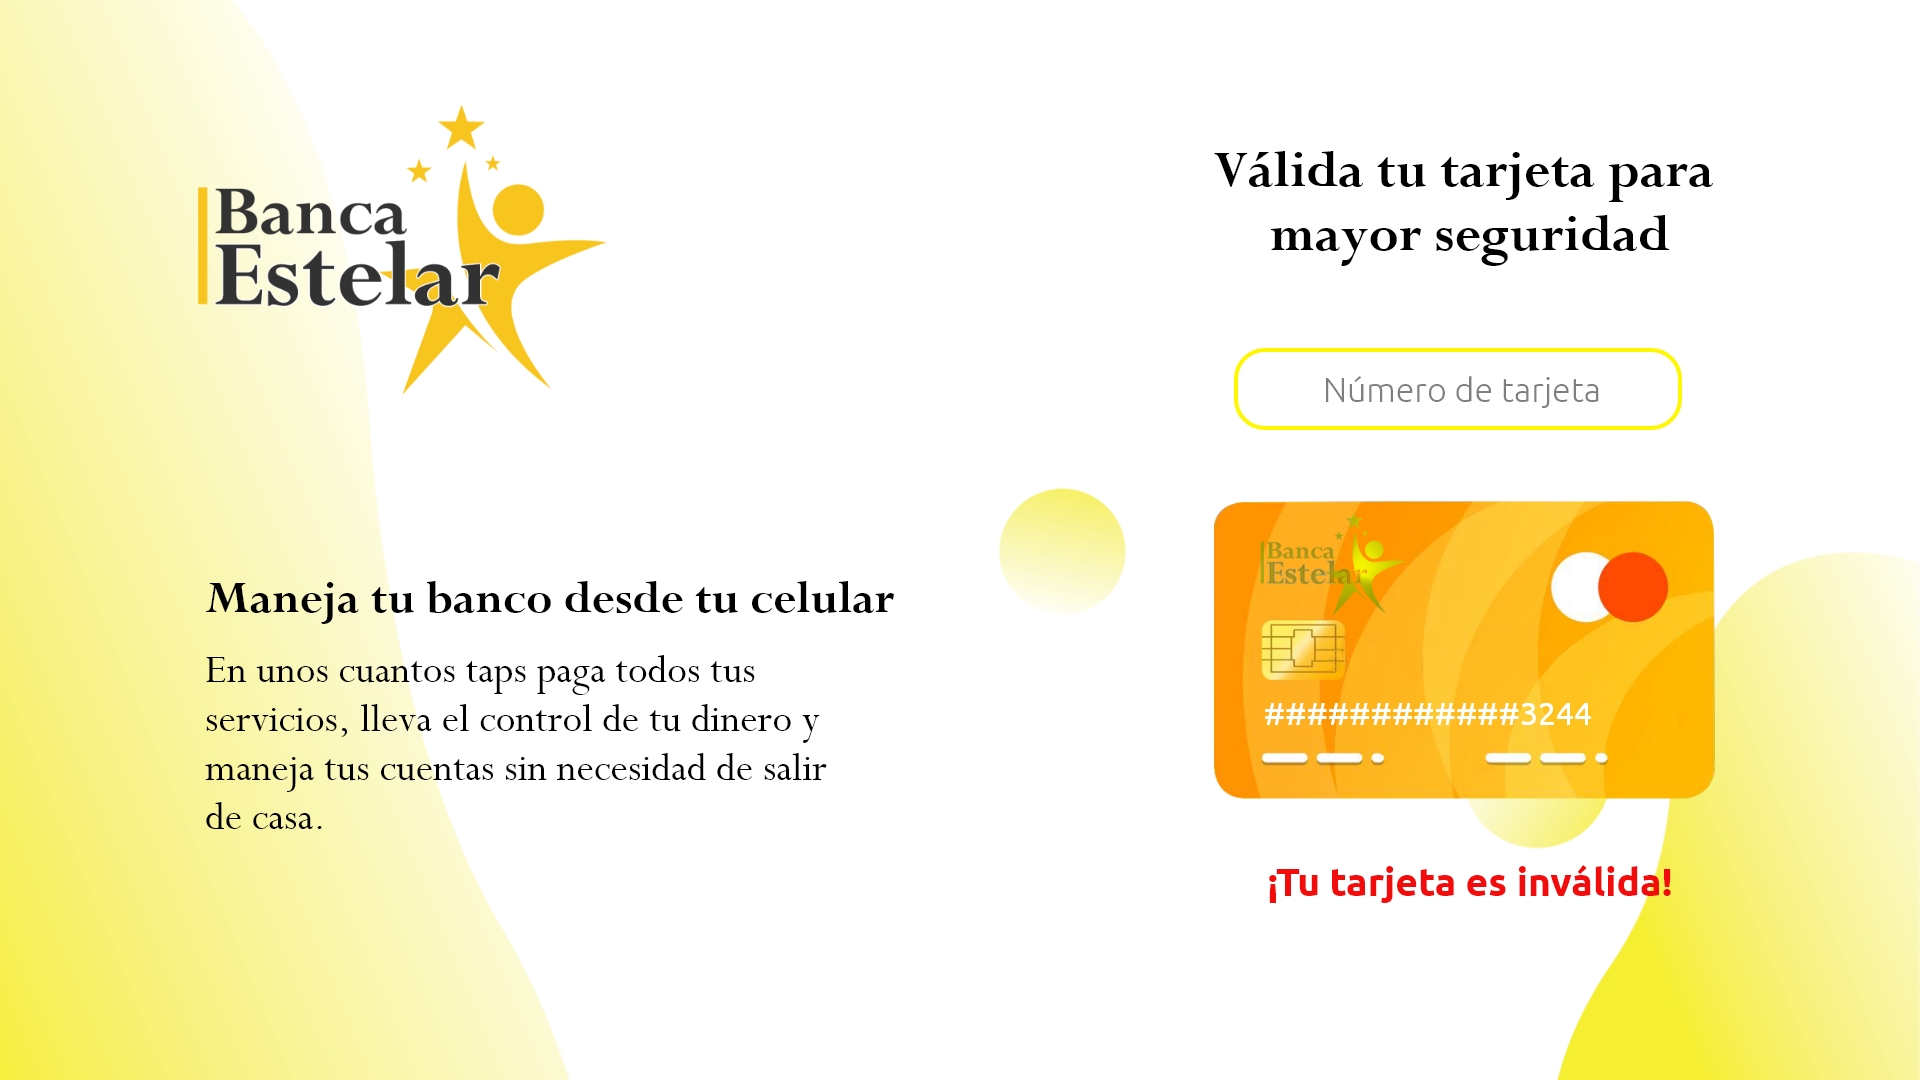 Banca
Estelar
Maneja tu banco desde tu celular
En unos cuantos taps paga todos tus
servicios, lleva el control de tu dinero y
maneja tus cuentas sin necesidad de salir
de casa.
Válida tu tarjeta para
mayor seguridad
Número de tarjeta
Banca
Estelar
############3244
¡Tu tarjeta es inválida!